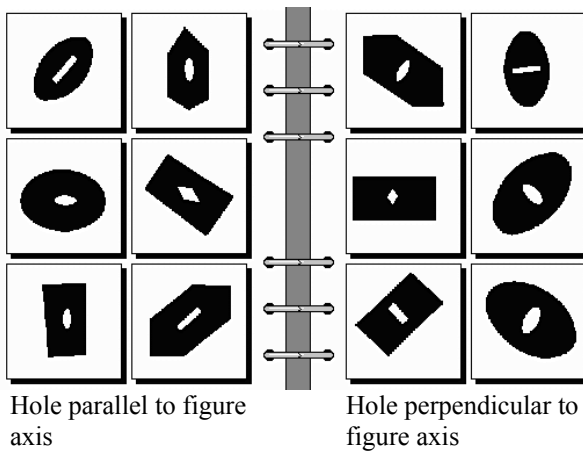 Hole parallel to figure
axis
Hole perpendicular to
figure axis